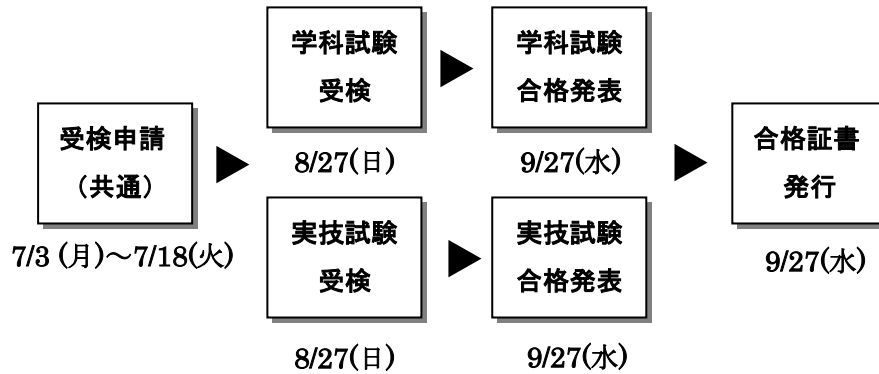 受検申請
（共通）
7/3 (月)～7/18(火)
学科試験
受検
8/27(日)
学科試験
合格発表
9/27(水)
実技試験
受検
8/27(日)
実技試験
合格発表
9/27(水)
合格証書
発行
9/27(水)